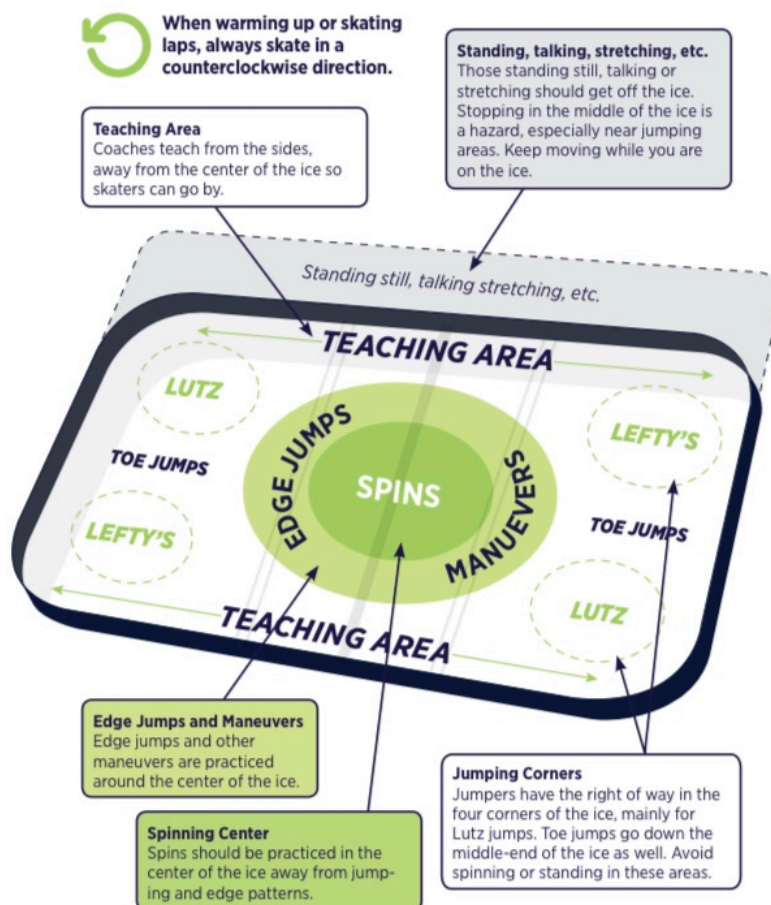 When warming up or skating
laps, always skate in a
counterclockwise direction.
Standing, talking, stretching, etc.
Those standing still, talking or
stretching should get off the ice.
Stopping in the middle of the ice is
a hazard, especially near jumping
areas. Keep moving while you are
on the ice.
Teaching Area
Coaches teach from the sides,
away from the center of the ice so
skaters can go by.
Standing still, talking stretching, etc.
TEACHING AREA
LUTZ
LEFTY'S
TOE JUMPS
EDGE JUMPS
SPINS
MANUEVERS
TOE JUMPS
LEFTY'S
LUTZ
TEACHING AREA
Edge Jumps and Maneuvers
Edge jumps and other
maneuvers are practiced
around the center of the ice.
Spinning Center
Spins should be practiced in the
center of the ice away from jump-
ing and edge patterns.
Jumping Corners
Jumpers have the right of way in the
four corners of the ice, mainly for
Lutz jumps. Toe jumps go down the
middle-end of the ice as well. Avoid
spinning or standing in these areas.